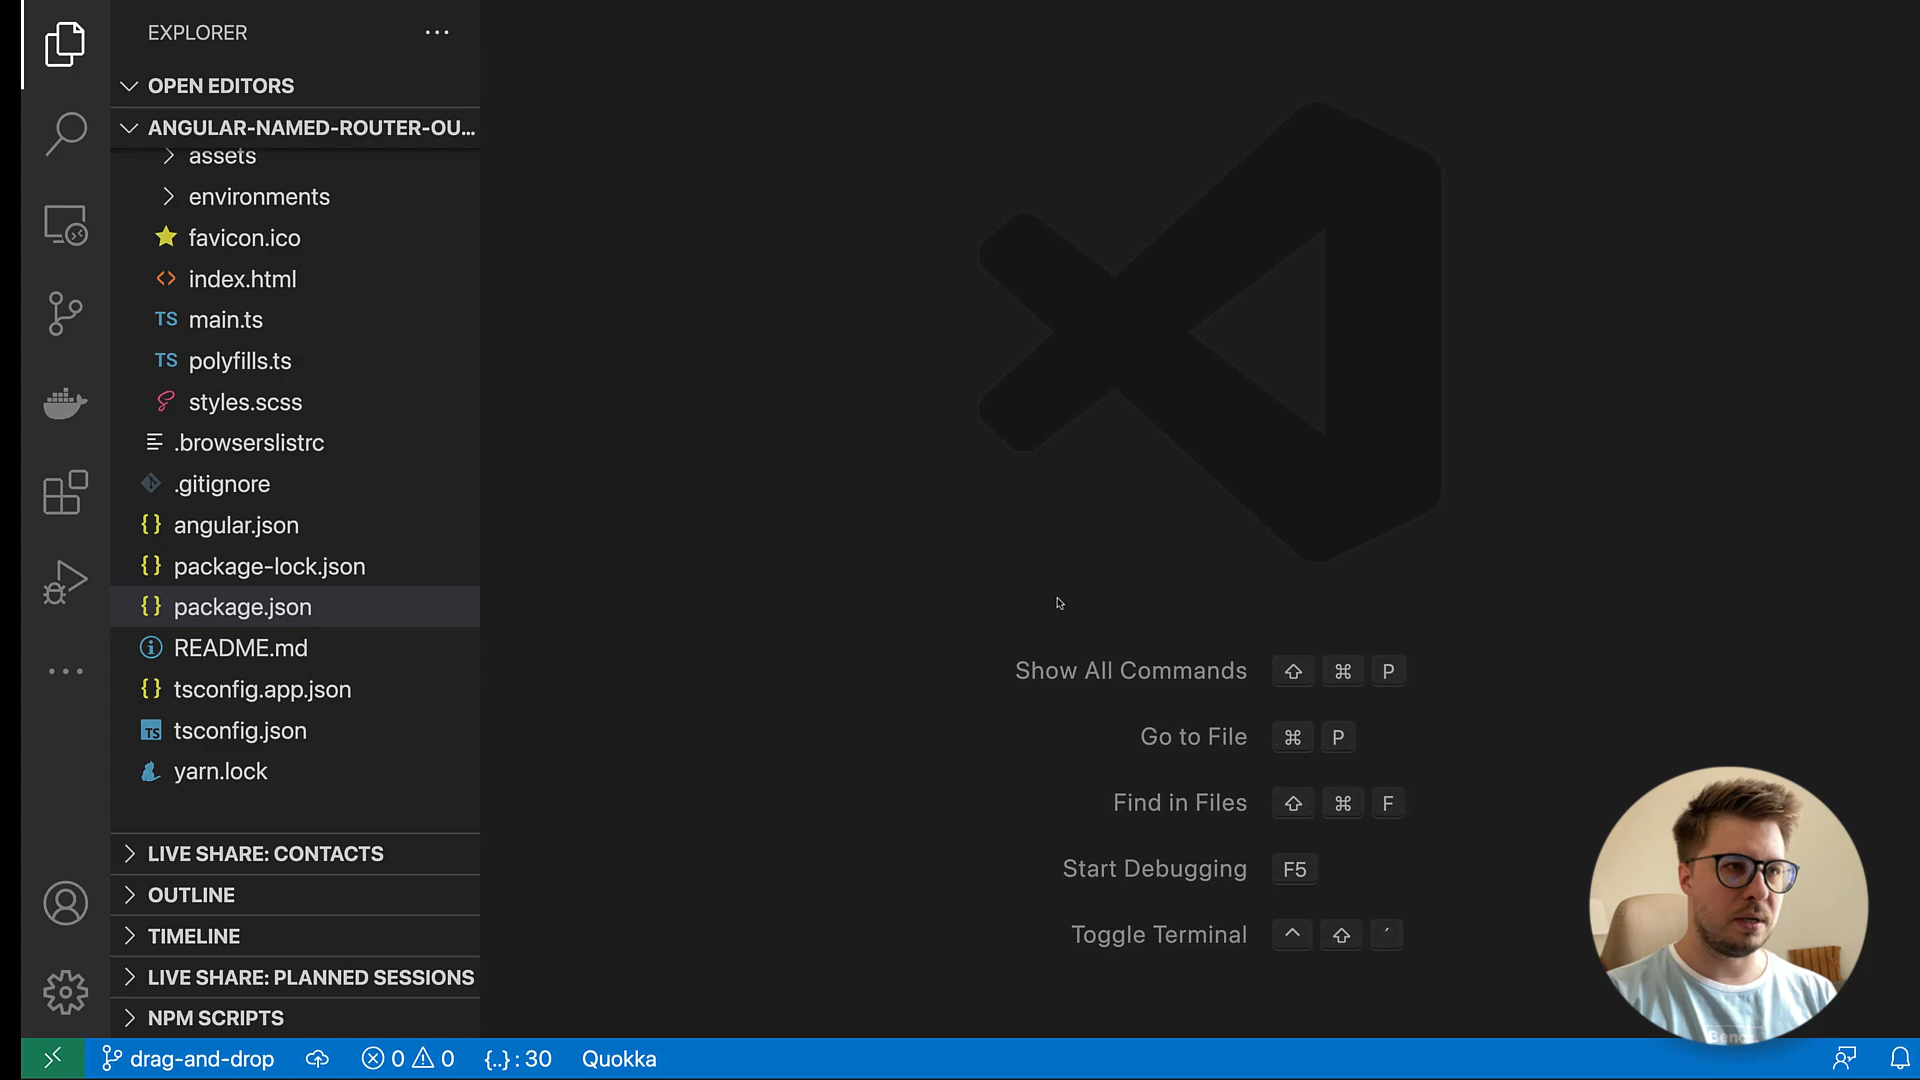 EXPLORER
OPEN EDITORS
ANGULAR-NAMED-ROUTER-OU...
assets
environments
favicon.ico
index.html
TS main.ts
TS polyfills.ts
styles.scss
.browserslistrc
.gitignore
{} angular.json
{} package-lock.json
{} package.json
README.md
{} tsconfig.app.json
TS tsconfig.json
yarn.lock
LIVE SHARE: CONTACTS
OUTLINE
TIMELINE
LIVE SHARE: PLANNED SESSIONS
NPM SCRIPTS
Show All Commands ⇧ ⌘ P
Go to File ⌘ P
Find in Files ⇧ ⌘ F
Start Debugging F5
Toggle Terminal ^ ⇧ ´
drag-and-drop 0 0 {..} : 30 Quokka